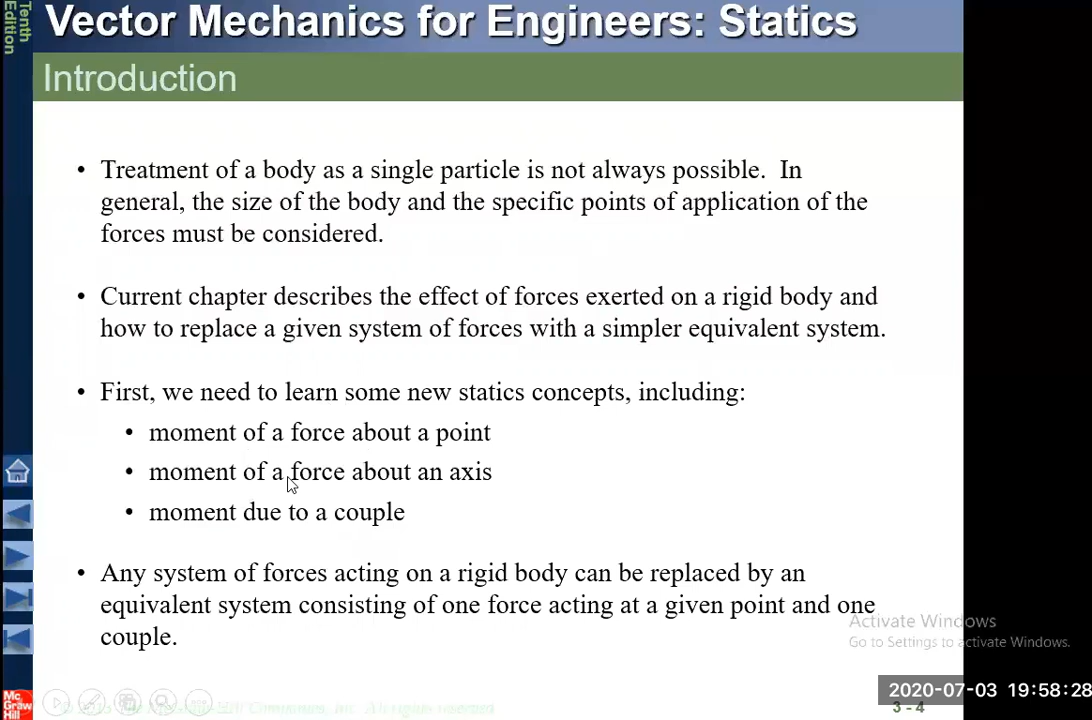 Tenth
Edition
Vector Mechanics for Engineers: Statics
Introduction
• Treatment of a body as a single particle is not always possible. In
general, the size of the body and the specific points of application of the
forces must be considered.
• Current chapter describes the effect of forces exerted on a rigid body and
how to replace a given system of forces with a simpler equivalent system.
• First, we need to learn some new statics concepts, including:
• moment of a force about a point
• moment of a force about an axis
• moment due to a couple
• Any system of forces acting on a rigid body can be replaced by an
equivalent system consisting of one force acting at a given point and one
couple.
Activate Windows
Go to Settings to activate Windows.
2020-07-03 19:58:28
Mc
Graw
Hill
Companies, Inc. All rights reserved
3 - 4